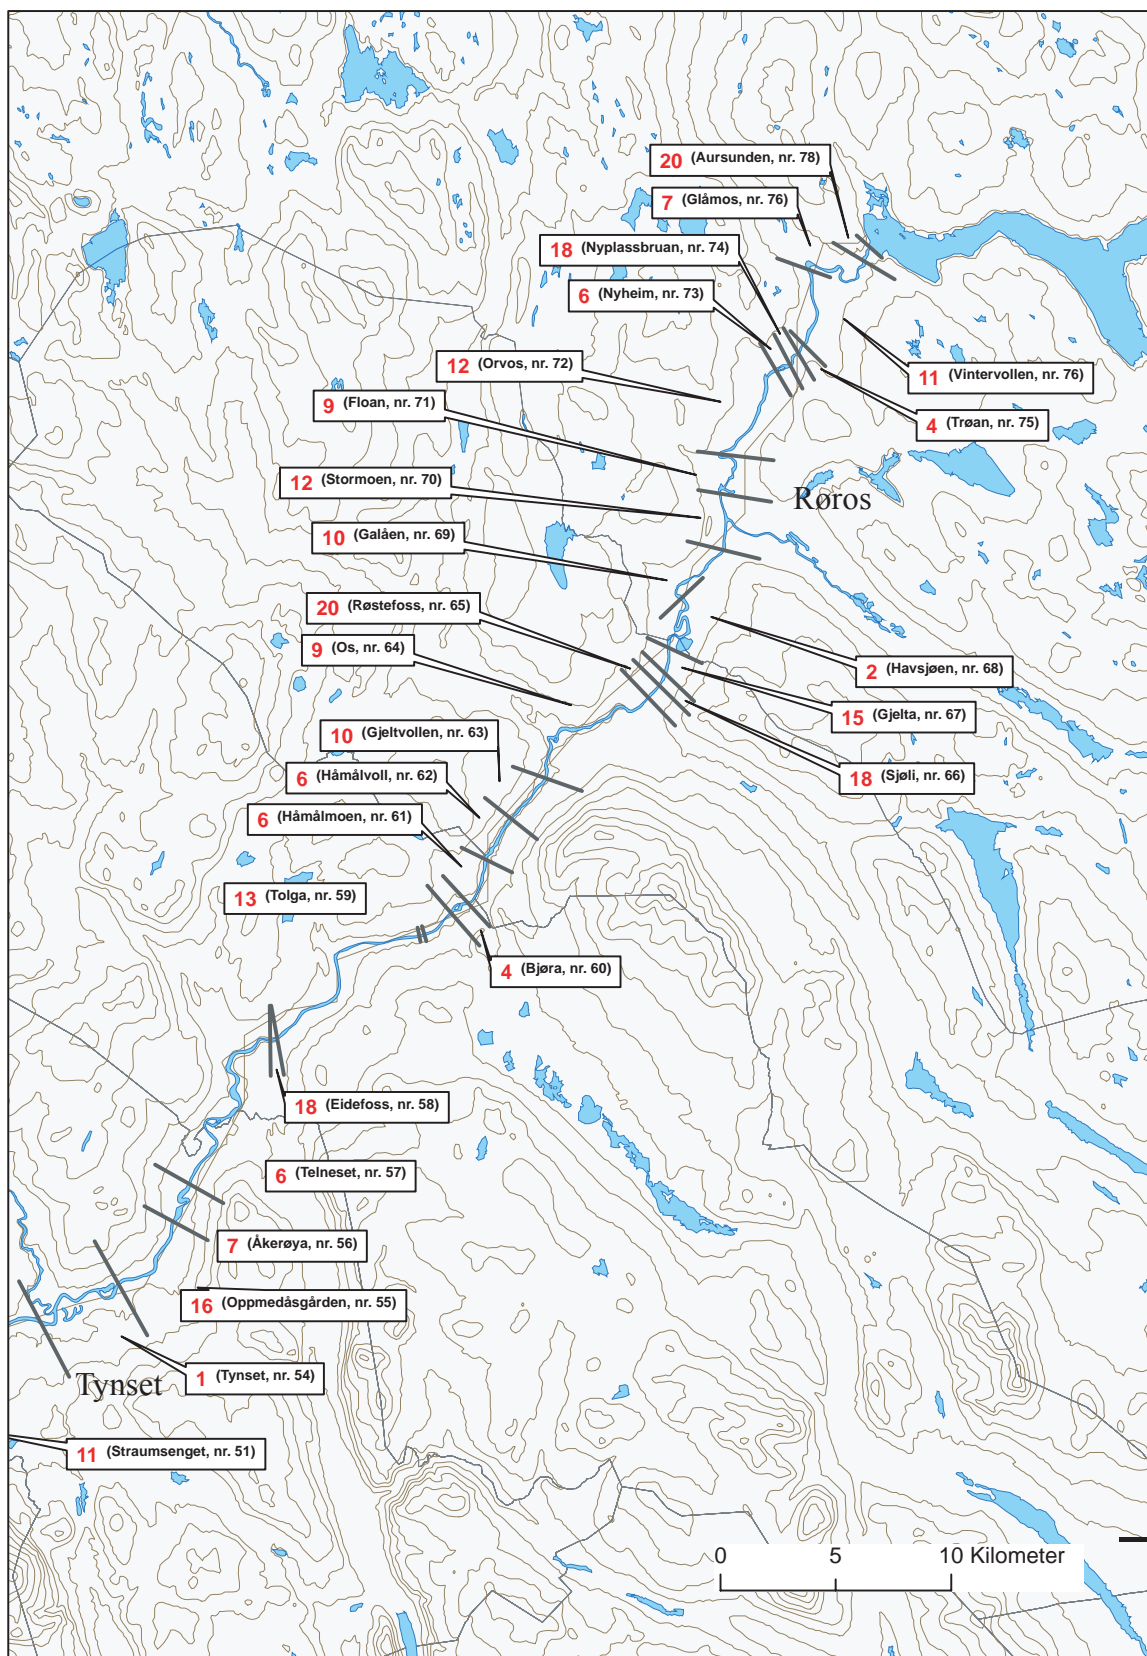 20 (Aursunden, nr. 78)
7 (Glåmos, nr. 76)
18 (Nyplassbruan, nr. 74)
6 (Nyheim, nr. 73)
12 (Orvos, nr. 72)
11 (Vintervollen, nr. 76)
9 (Floan, nr. 71)
4 (Trøan, nr. 75)
12 (Stormoen, nr. 70)
Røros
10 (Galåen, nr. 69)
20 (Røstefoss, nr. 65)
9 (Os, nr. 64)
2 (Havsjøen, nr. 68)
15 (Gjelta, nr. 67)
10 (Gjeltvollen, nr. 63)
6 (Håmålvoll, nr. 62)
18 (Sjøli, nr. 66)
6 (Håmålmoen, nr. 61)
13 (Tolga, nr. 59)
4 (Bjøra, nr. 60)
18 (Eidefoss, nr. 58)
6 (Telneset, nr. 57)
7 (Åkerøya, nr. 56)
16 (Oppmedåsgården, nr. 55)
1 (Tynset, nr. 54)
Tynset
11 (Straumsenget, nr. 51)
0 5 10 Kilometer